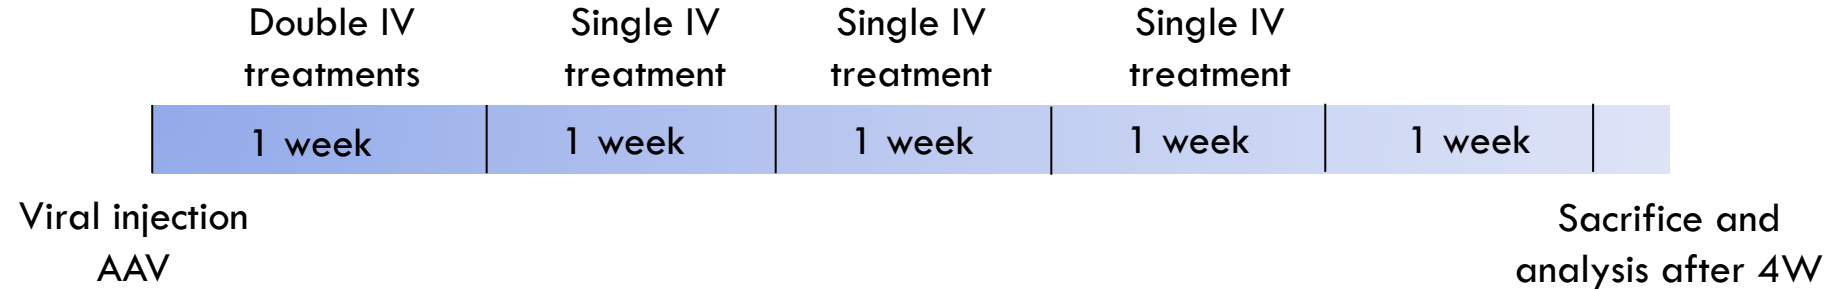 Double IV
treatments
Single IV
treatment
Single IV
treatment
Single IV
treatment
1 week
1 week
1 week
1 week
1 week
Viral injection
AAV
Sacrifice and
analysis after 4W